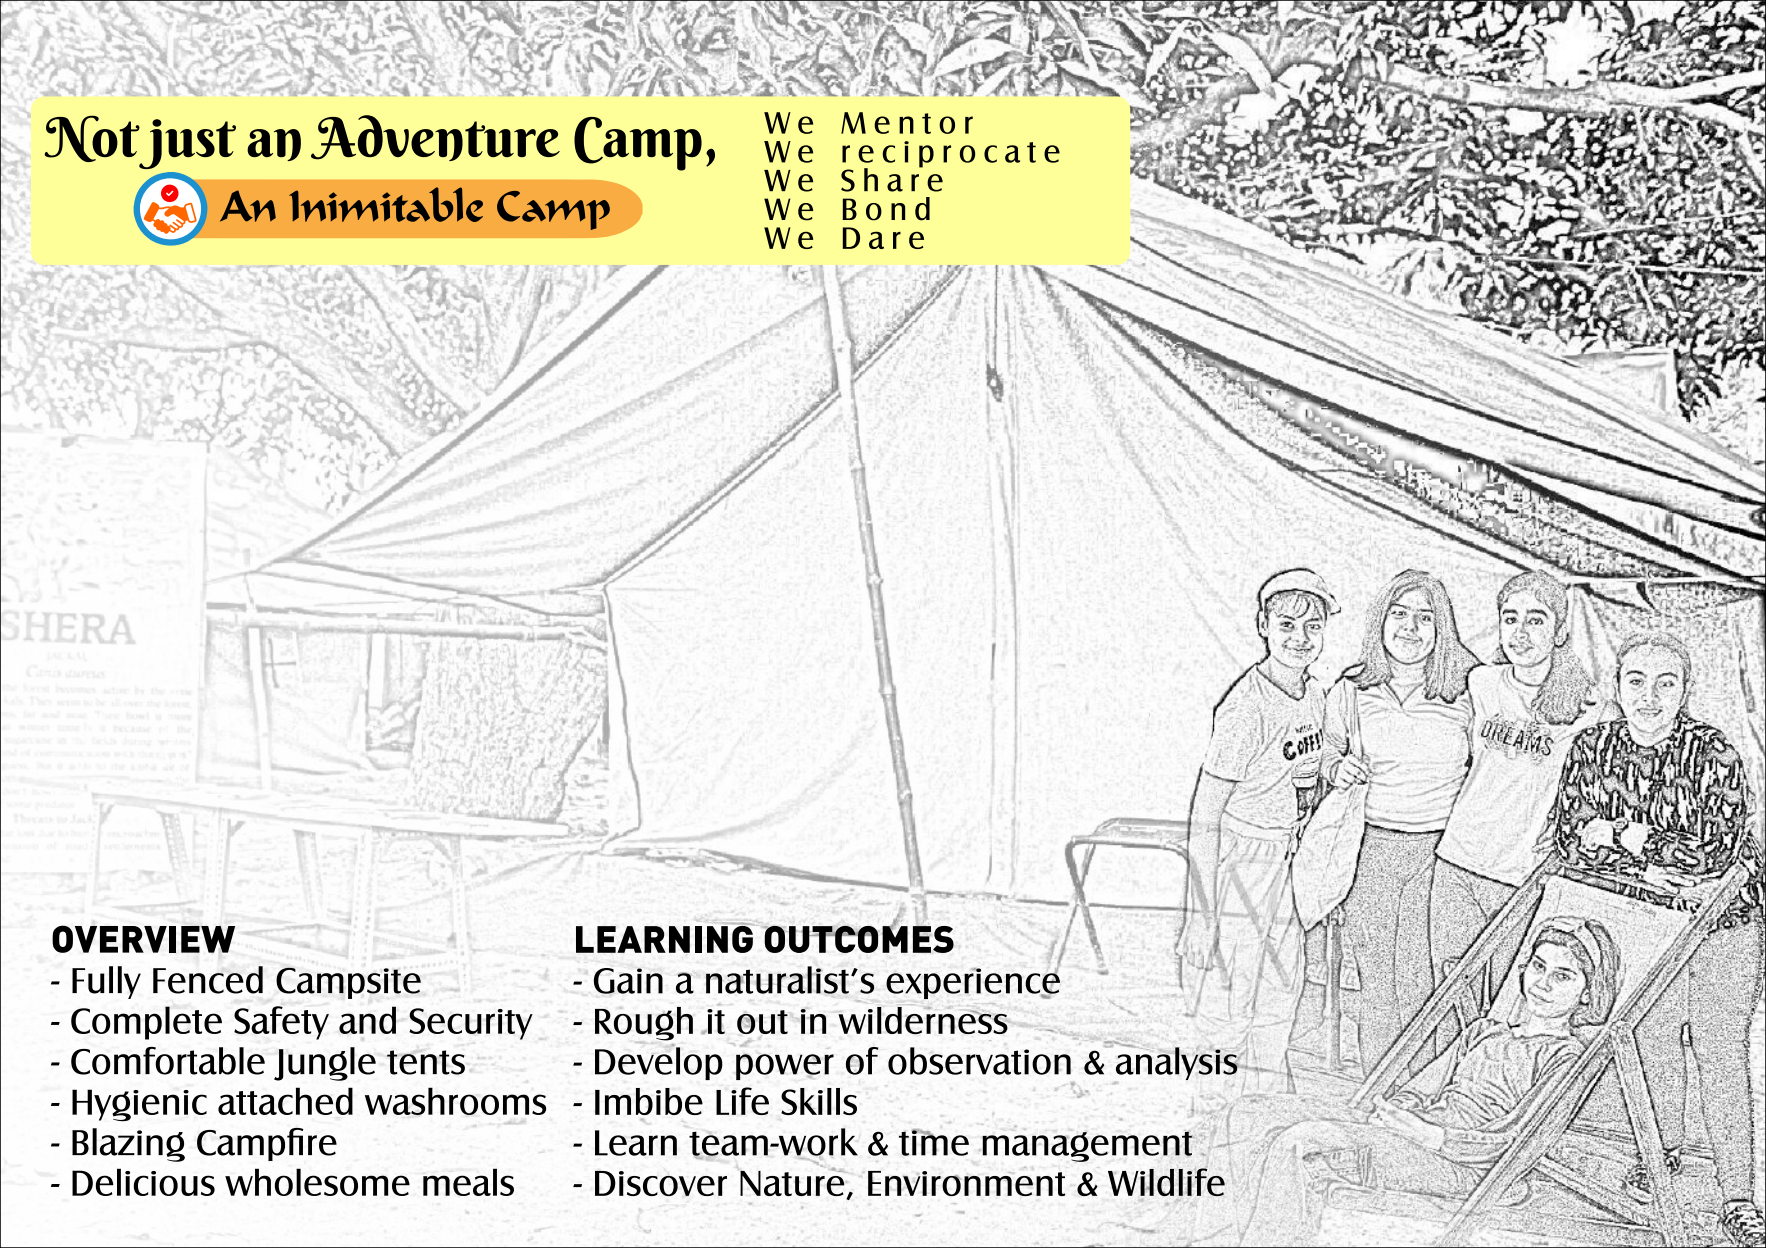 Not just an Adventure Camp,
An Inimitable Camp
We Mentor
We reciprocate
We Share
We Bond
We Dare
SHERA
Canis aureus
COFFE
DREAMS
OVERVIEW
- Fully Fenced Campsite
- Complete Safety and Security
- Comfortable Jungle tents
- Hygienic attached washrooms
- Blazing Campfire
- Delicious wholesome meals
LEARNING OUTCOMES
- Gain a naturalist’s experience
- Rough it out in wilderness
- Develop power of observation & analysis
- Imbibe Life Skills
- Learn team-work & time management
- Discover Nature, Environment & Wildlife